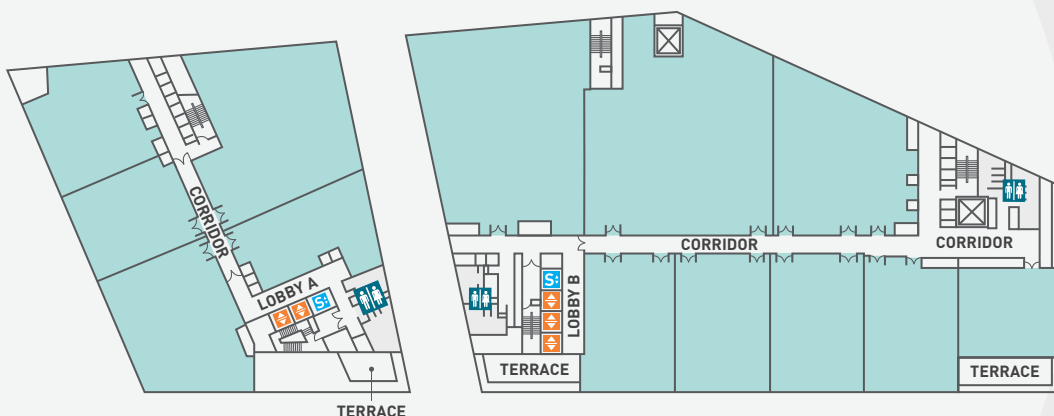 CORRIDOR
LOBBY A
S:
TERRACE
CORRIDOR
CORRIDOR
S:
LOBBY B
TERRACE
TERRACE